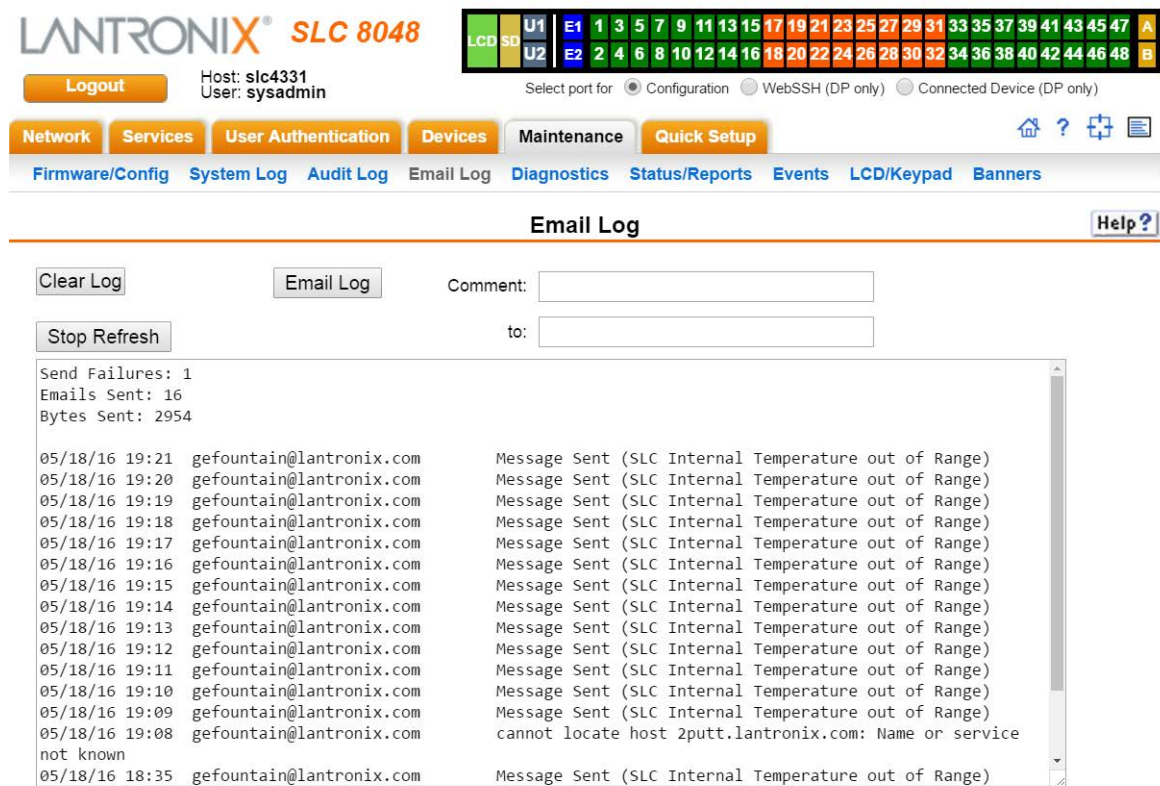 LANTRONIX® SLC 8048
LCD SD U1 E1 1 3 5 7 9 11 13 15 17 19 21 23 25 27 29 31 33 35 37 39 41 43 45 47 A
U2 E2 2 4 6 8 10 12 14 16 18 20 22 24 26 28 30 32 34 36 38 40 42 44 46 48 B
Logout
Host: slc4331
User: sysadmin
Select port for Configuration WebSSH (DP only) Connected Device (DP only)
Network Services User Authentication Devices Maintenance Quick Setup
?
Firmware/Config System Log Audit Log Email Log Diagnostics Status/Reports Events LCD/Keypad Banners
Email Log
Help?
Clear Log Email Log Comment:
Stop Refresh to:
Send Failures: 1
Emails Sent: 16
Bytes Sent: 2954
05/18/16 19:21 gefountain@lantronix.com Message Sent (SLC Internal Temperature out of Range)
05/18/16 19:20 gefountain@lantronix.com Message Sent (SLC Internal Temperature out of Range)
05/18/16 19:19 gefountain@lantronix.com Message Sent (SLC Internal Temperature out of Range)
05/18/16 19:18 gefountain@lantronix.com Message Sent (SLC Internal Temperature out of Range)
05/18/16 19:17 gefountain@lantronix.com Message Sent (SLC Internal Temperature out of Range)
05/18/16 19:16 gefountain@lantronix.com Message Sent (SLC Internal Temperature out of Range)
05/18/16 19:15 gefountain@lantronix.com Message Sent (SLC Internal Temperature out of Range)
05/18/16 19:14 gefountain@lantronix.com Message Sent (SLC Internal Temperature out of Range)
05/18/16 19:13 gefountain@lantronix.com Message Sent (SLC Internal Temperature out of Range)
05/18/16 19:12 gefountain@lantronix.com Message Sent (SLC Internal Temperature out of Range)
05/18/16 19:11 gefountain@lantronix.com Message Sent (SLC Internal Temperature out of Range)
05/18/16 19:10 gefountain@lantronix.com Message Sent (SLC Internal Temperature out of Range)
05/18/16 19:09 gefountain@lantronix.com Message Sent (SLC Internal Temperature out of Range)
05/18/16 19:08 gefountain@lantronix.com cannot locate host 2putt.lantronix.com: Name or service
not known
05/18/16 18:35 gefountain@lantronix.com Message Sent (SLC Internal Temperature out of Range)